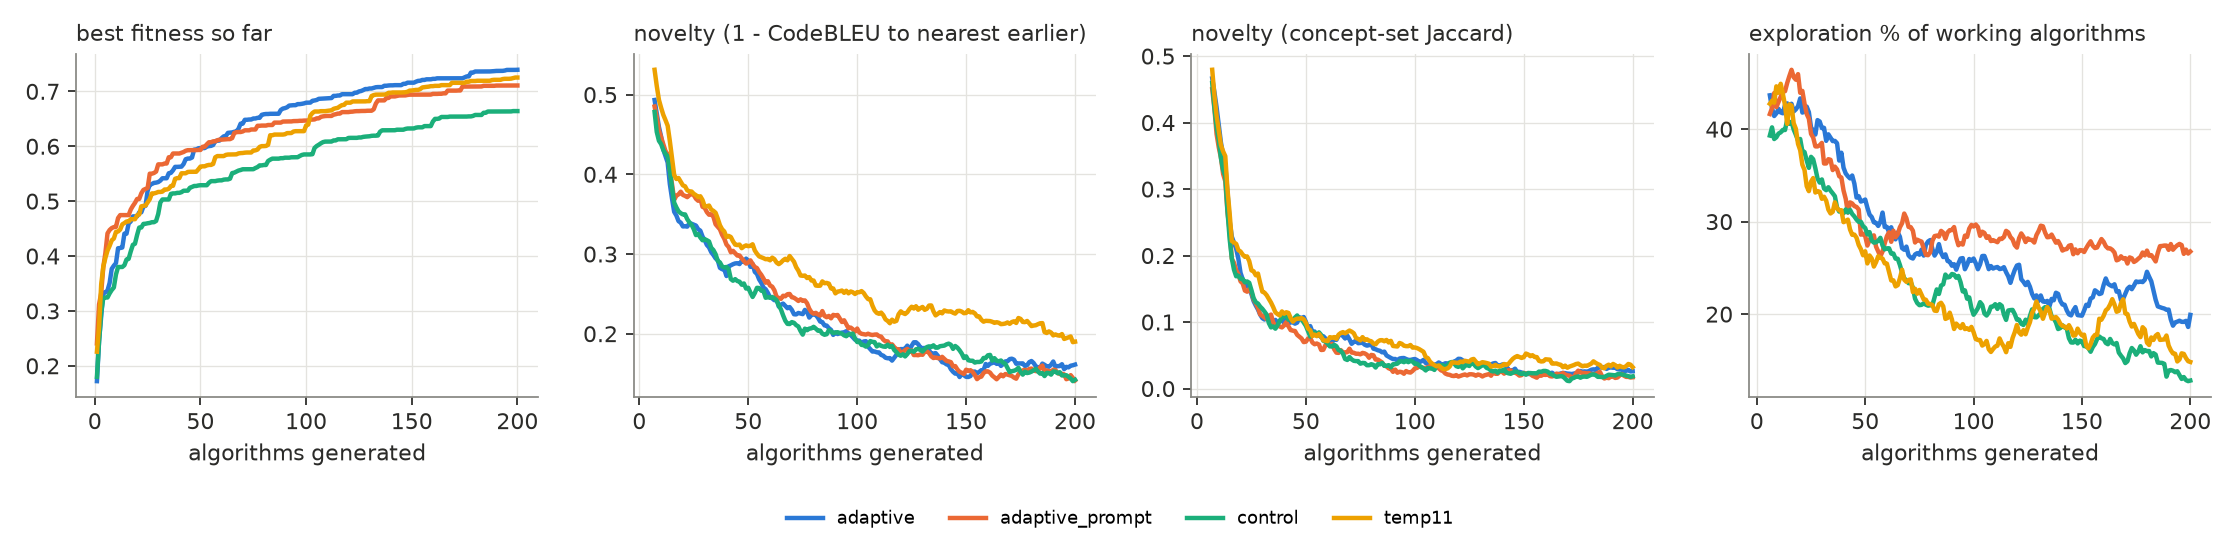 best fitness so far
0.7
0.6
0.5
0.4
0.3
0.2
0 50 100 150 200
algorithms generated
novelty (1 - CodeBLEU to nearest earlier)
0.5
0.4
0.3
0.2
0 50 100 150 200
algorithms generated
novelty (concept-set Jaccard)
0.5
0.4
0.3
0.2
0.1
0.0
0 50 100 150 200
algorithms generated
exploration % of working algorithms
40
30
20
0 50 100 150 200
algorithms generated
adaptive adaptive_prompt control temp11